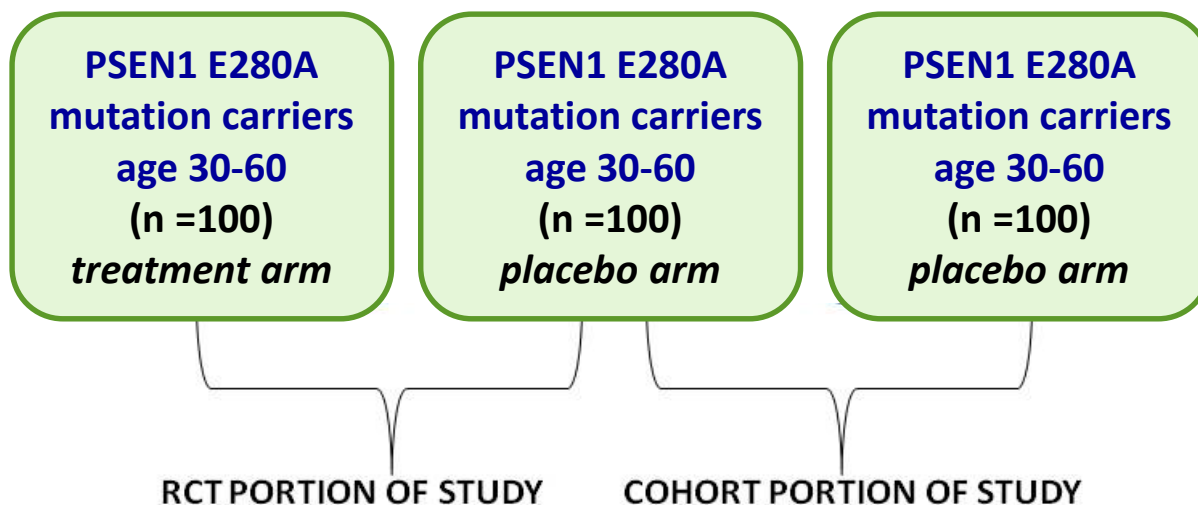 PSEN1 E280A
mutation carriers
age 30-60
(n =100)
treatment arm
PSEN1 E280A
mutation carriers
age 30-60
(n =100)
placebo arm
PSEN1 E280A
mutation carriers
age 30-60
(n =100)
placebo arm
RCT PORTION OF STUDY
COHORT PORTION OF STUDY